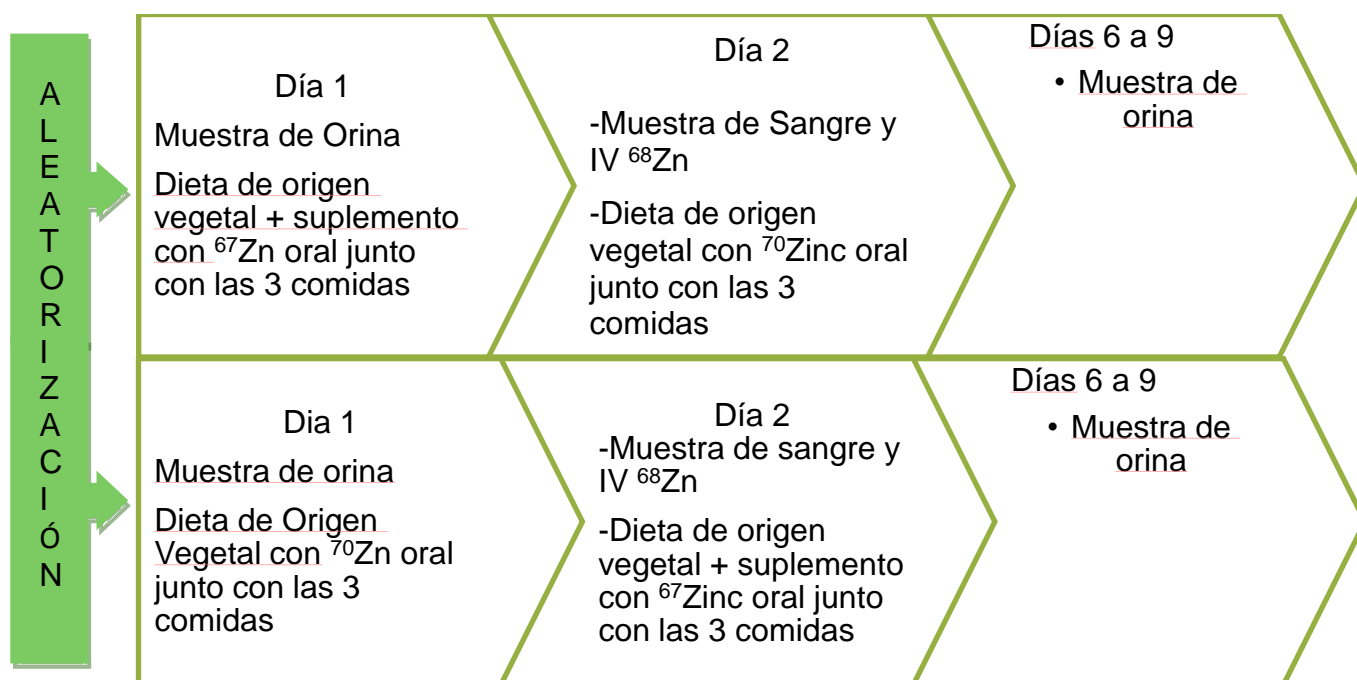 ALEATORIZACIÓN
Día 1
Muestra de Orina
Dieta de origen
vegetal + suplemento
con ⁶⁷Zn oral junto
con las 3 comidas
Día 2
-Muestra de Sangre y
IV ⁶⁸Zn
-Dieta de origen
vegetal con ⁷⁰Zinc oral
junto con las 3
comidas
Días 6 a 9
• Muestra de
orina
Dia 1
Muestra de orina
Dieta de Origen
Vegetal con ⁷⁰Zn oral
junto con las 3
comidas
Día 2
-Muestra de sangre y
IV ⁶⁸Zn
-Dieta de origen
vegetal + suplemento
con ⁶⁷Zinc oral junto
con las 3 comidas
Días 6 a 9
• Muestra de
orina